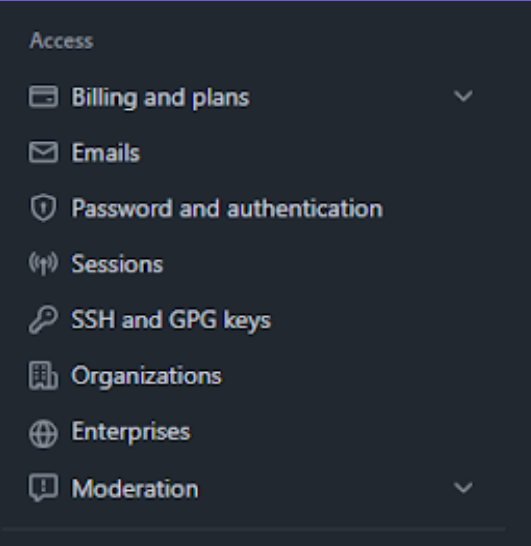 Access
Billing and plans
Emails
Password and authentication
Sessions
SSH and GPG keys
Organizations
Enterprises
Moderation